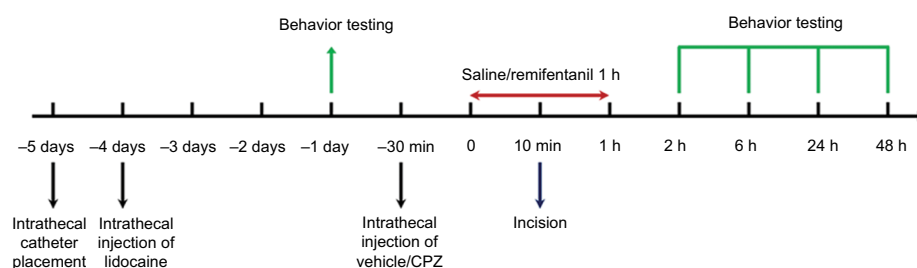 Behavior testing
Behavior testing
Saline/remifentanil 1 h
–5 days –4 days –3 days –2 days –1 day –30 min 0 10 min 1 h 2 h 6 h 24 h 48 h
Intrathecal catheter placement
Intrathecal injection of lidocaine
Intrathecal injection of vehicle/CPZ
Incision